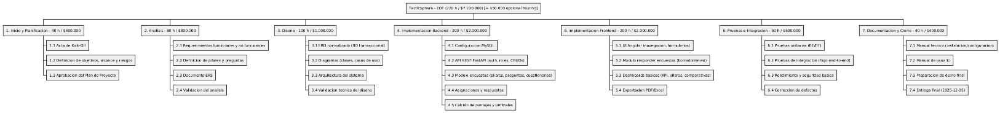 TacticSphere - EDT (720 h / $7.200.000) [+ $50.000 opcional hosting]
1. Inicio y Planificacion - 40 h / $400.000
1.1 Acta de Kick-Off
1.2 Definicion de objetivos, alcance y riesgos
1.3 Aprobacion del Plan de Proyecto
2. Analisis - 80 h / $800.000
2.1 Requerimientos funcionales y no funcionales
2.2 Definicion de pilares y preguntas
2.3 Documento ERS
2.4 Validacion del analisis
3. Diseno - 100 h / $1.000.000
3.1 ERD normalizado (BD transaccional)
3.2 Diagramas (clases, casos de uso)
3.3 Arquitectura del sistema
3.4 Validacion tecnica del diseno
4. Implementacion Backend - 200 h / $2.000.000
4.1 Configuracion MySQL
4.2 API REST FastAPI (auth, roles, CRUDs)
4.3 Modulo encuestas (pilares, preguntas, cuestionarios)
4.4 Asignaciones y respuestas
4.5 Calculo de puntajes y umbrales
5. Implementacion Frontend - 200 h / $2.000.000
5.1 UI Angular (navegacion, formularios)
5.2 Modulo responder encuestas (borrador/envio)
5.3 Dashboards basicos (KPI, pilares, comparativas)
5.4 Exportacion PDF/Excel
6. Pruebas e Integracion - 60 h / $600.000
6.1 Pruebas unitarias (BE/FE)
6.2 Pruebas de integracion (flujo end-to-end)
6.3 Rendimiento y seguridad basica
6.4 Correccion de defectos
7. Documentacion y Cierre - 40 h / $400.000
7.1 Manual tecnico (instalacion/configuracion)
7.2 Manual de usuario
7.3 Preparacion de demo final
7.4 Entrega final (2025-12-05)